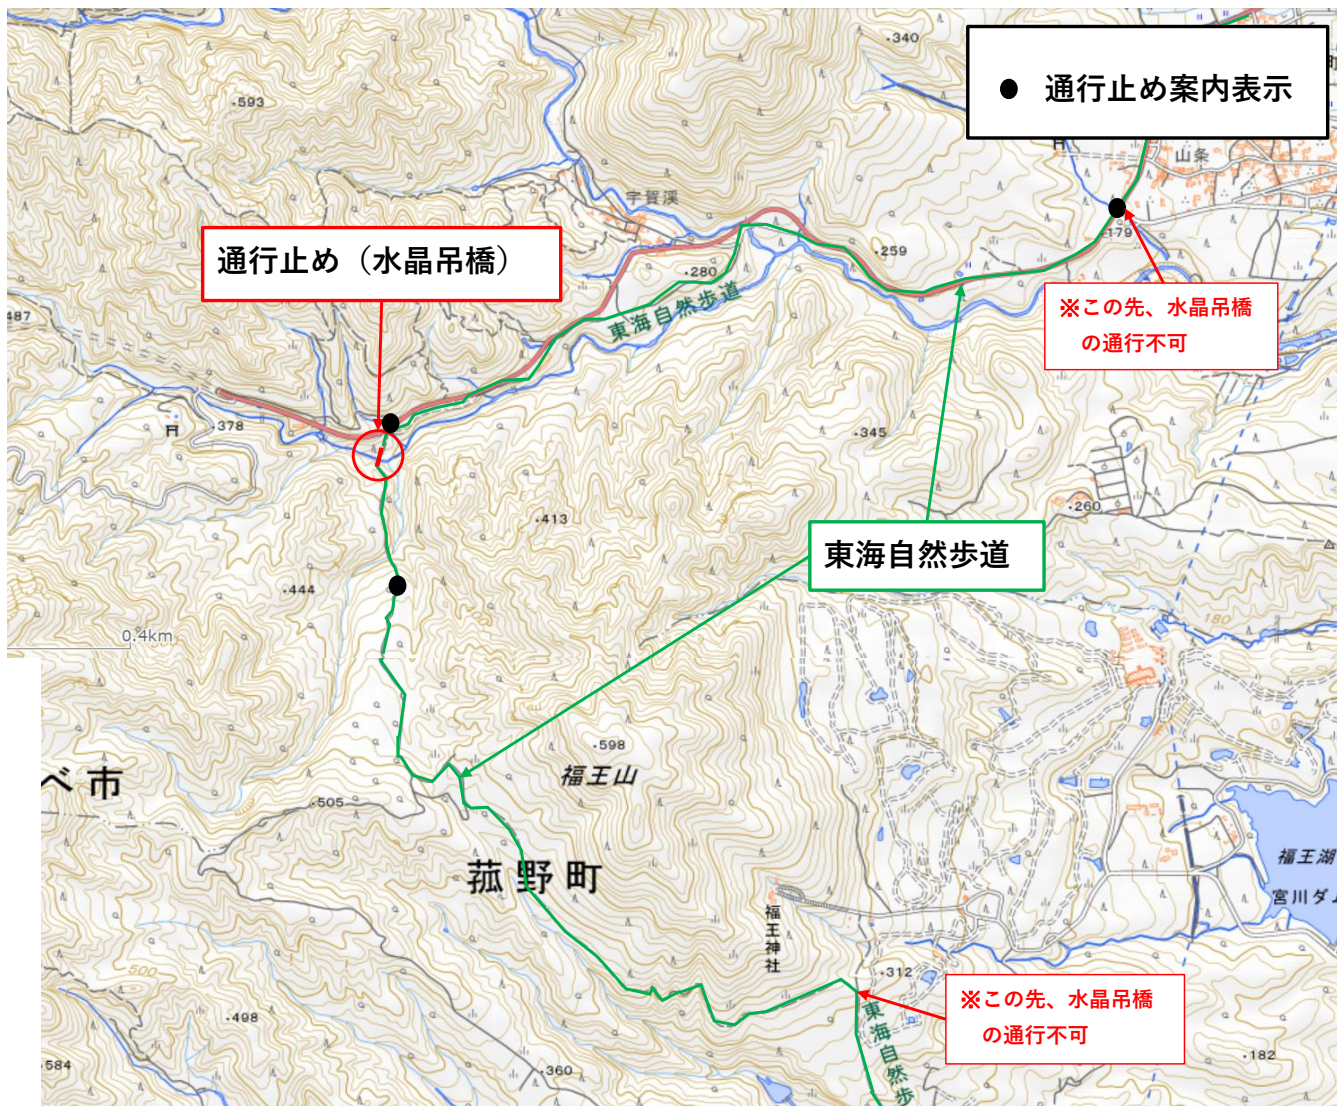 ・340
● 通行止め案内表示
・593
山条
宇賀渓
179
通行止め（水晶吊橋）
・259
・280
東海自然歩道
※この先、水晶吊橋
の通行不可
487
・378
・345
・413
・260
東海自然歩道
・444
180
0.4km
・598
福王山
べ市
・505
菰野町
福王湖
宮川ダム
福王神社
500
・312
※この先、水晶吊橋
の通行不可
東海自然歩
・498
・182
・584
・360